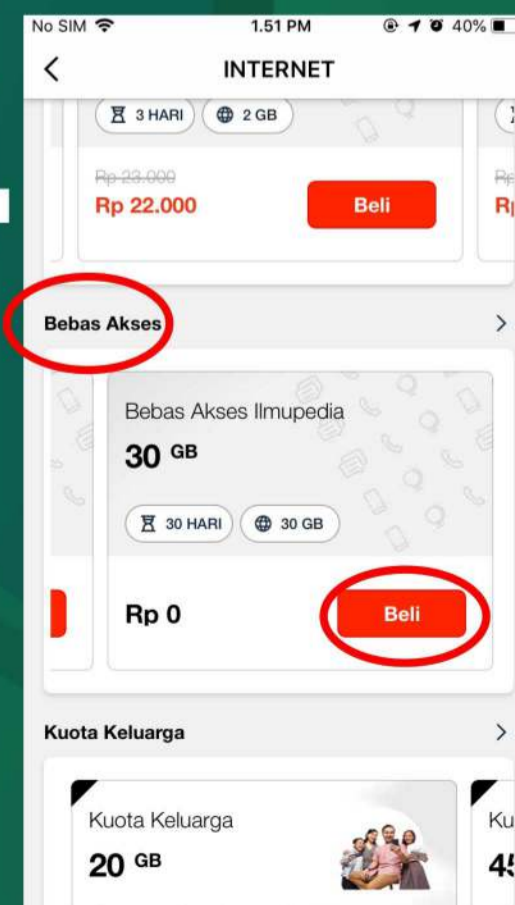 No SIM 1.51 PM 40%
INTERNET
3 HARI 2 GB
Rp 23.000
Rp 22.000 Beli
Bebas Akses
Bebas Akses Ilmupedia
30 GB
30 HARI 30 GB
Rp 0 Beli
Kuota Keluarga
Kuota Keluarga
20 GB